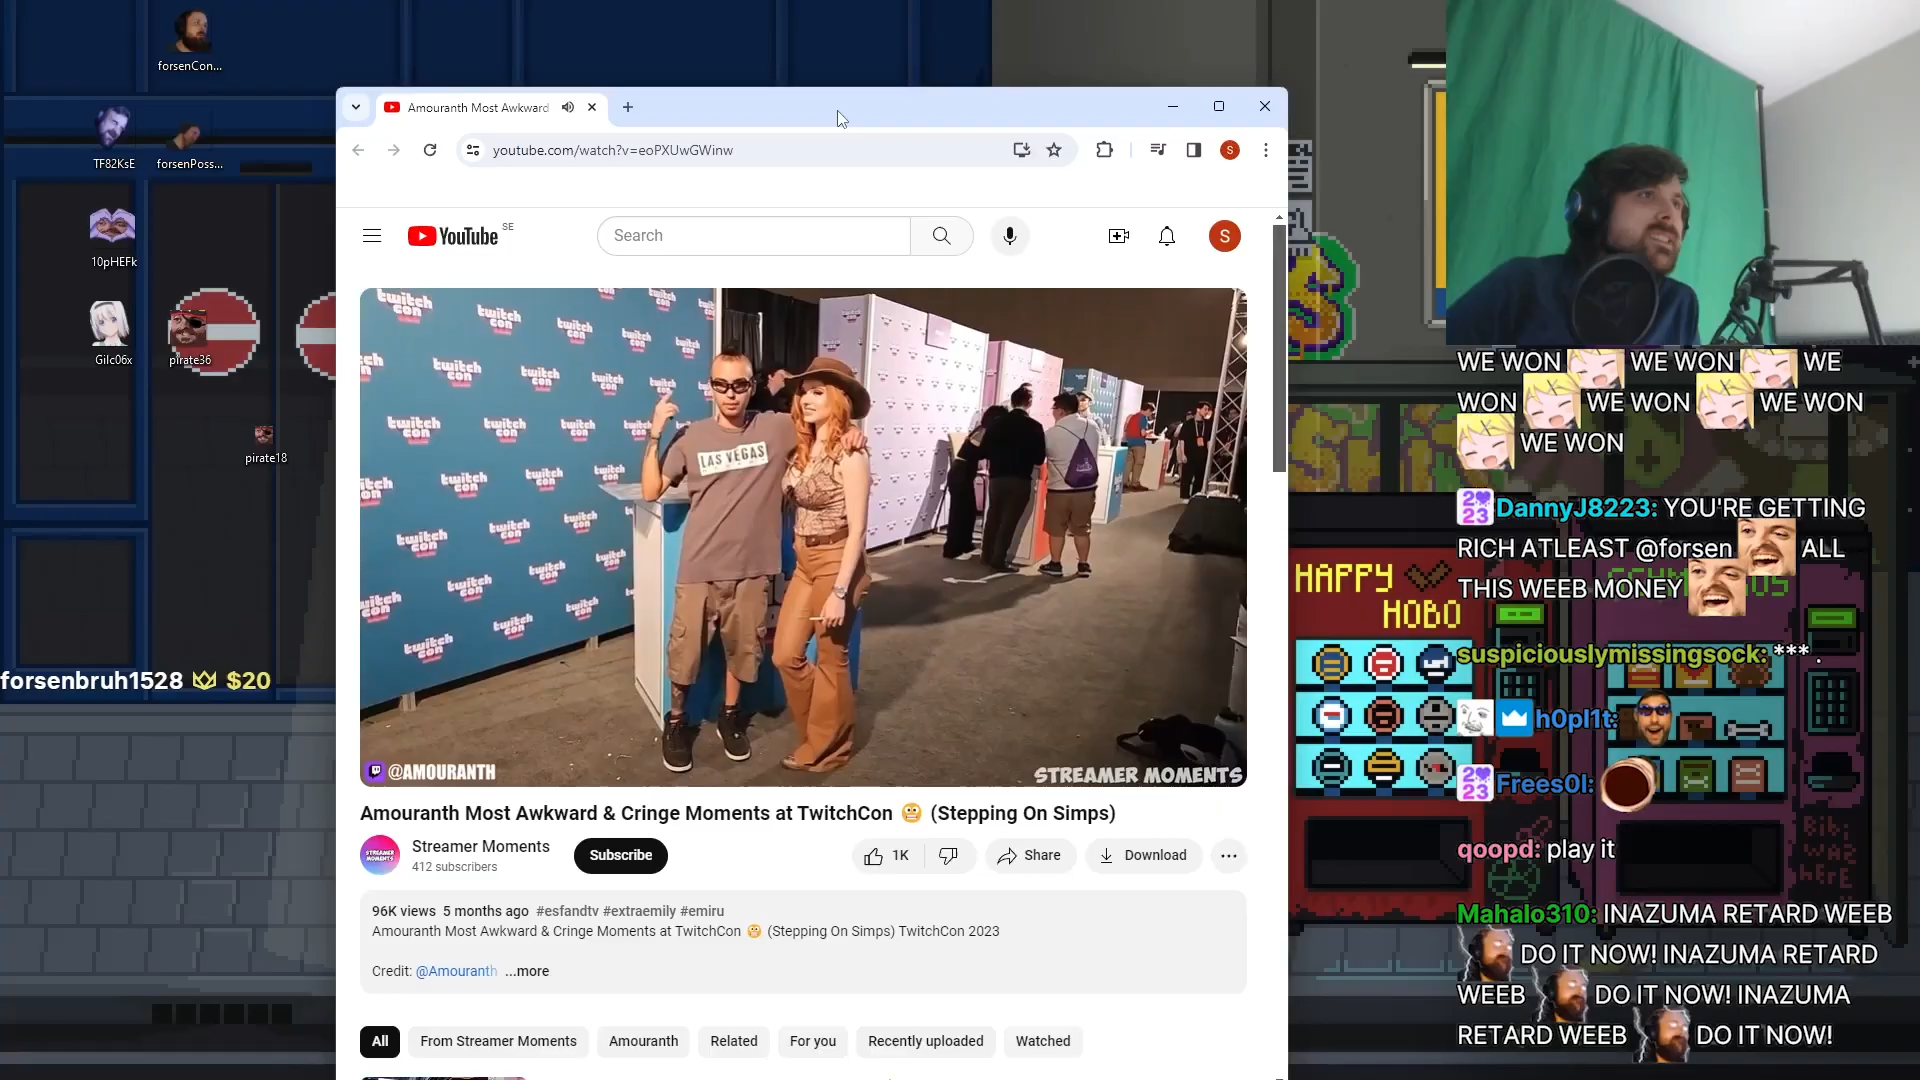 forsenCon...
TF82KsE
forsenPoss...
10pHEFk
Gilc06x
pirate36
pirate18
forsenbruh1528 $20
Amouranth Most Awkward
youtube.com/watch?v=eoPXUwGWinw
S
YouTube SE
Search
S
twitch con
LAS VEGAS
@AMOURANTH
STREAMER MOMENTS
Amouranth Most Awkward & Cringe Moments at TwitchCon 😬 (Stepping On Simps)
Streamer Moments
412 subscribers
Subscribe
1K
Share
Download
96K views 5 months ago #esfandtv #extraemily #emiru
Amouranth Most Awkward & Cringe Moments at TwitchCon 😬 (Stepping On Simps) TwitchCon 2023
Credit: @Amouranth ...more
All
From Streamer Moments
Amouranth
Related
For you
Recently uploaded
Watched
HAPPY
HOBO
WE WON WE WON WE
WON WE WON WE WON
WE WON
DannyJ8223: YOU'RE GETTING
RICH ATLEAST @forsen ALL
THIS WEEB MONEY
suspiciouslymissingsock: *** .
h0pl1t:
Frees0l:
qoopd: play it
Mahalo310: INAZUMA RETARD WEEB
DO IT NOW! INAZUMA RETARD
WEEB DO IT NOW! INAZUMA
RETARD WEEB DO IT NOW!